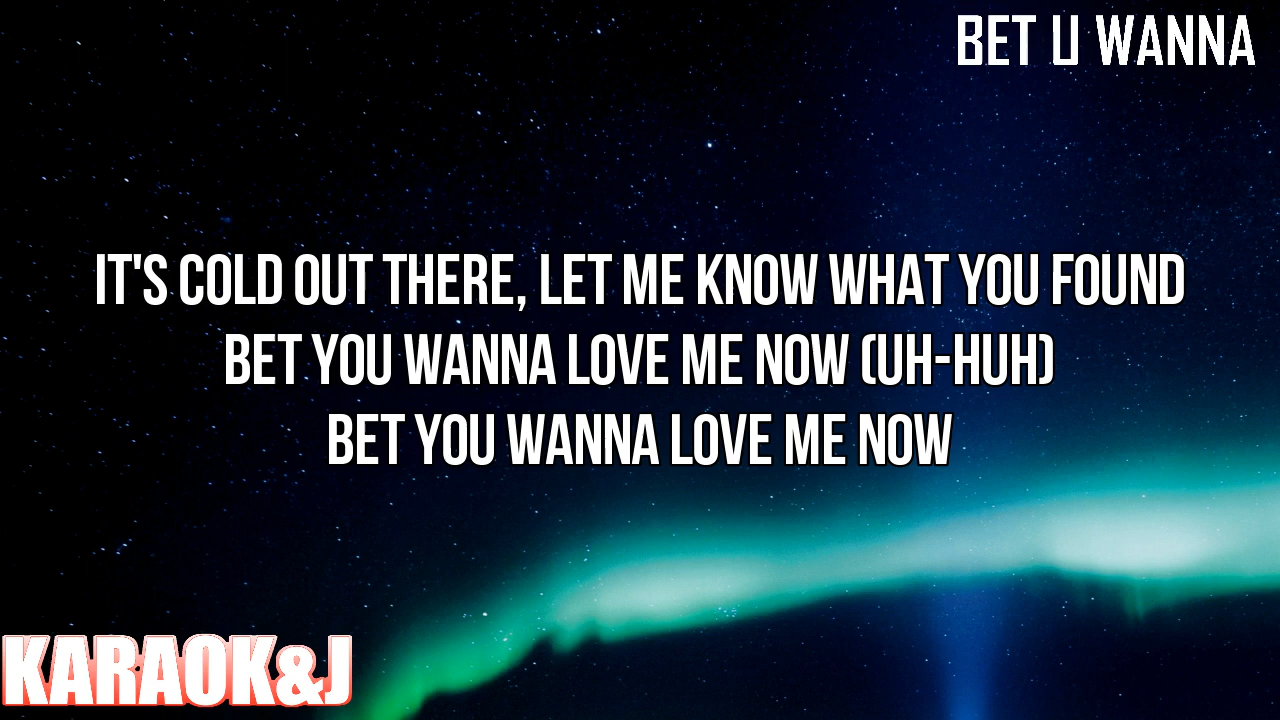 BET U WANNA
IT'S COLD OUT THERE, LET ME KNOW WHAT YOU FOUND
BET YOU WANNA LOVE ME NOW (UH-HUH)
BET YOU WANNA LOVE ME NOW
KARAOK&J